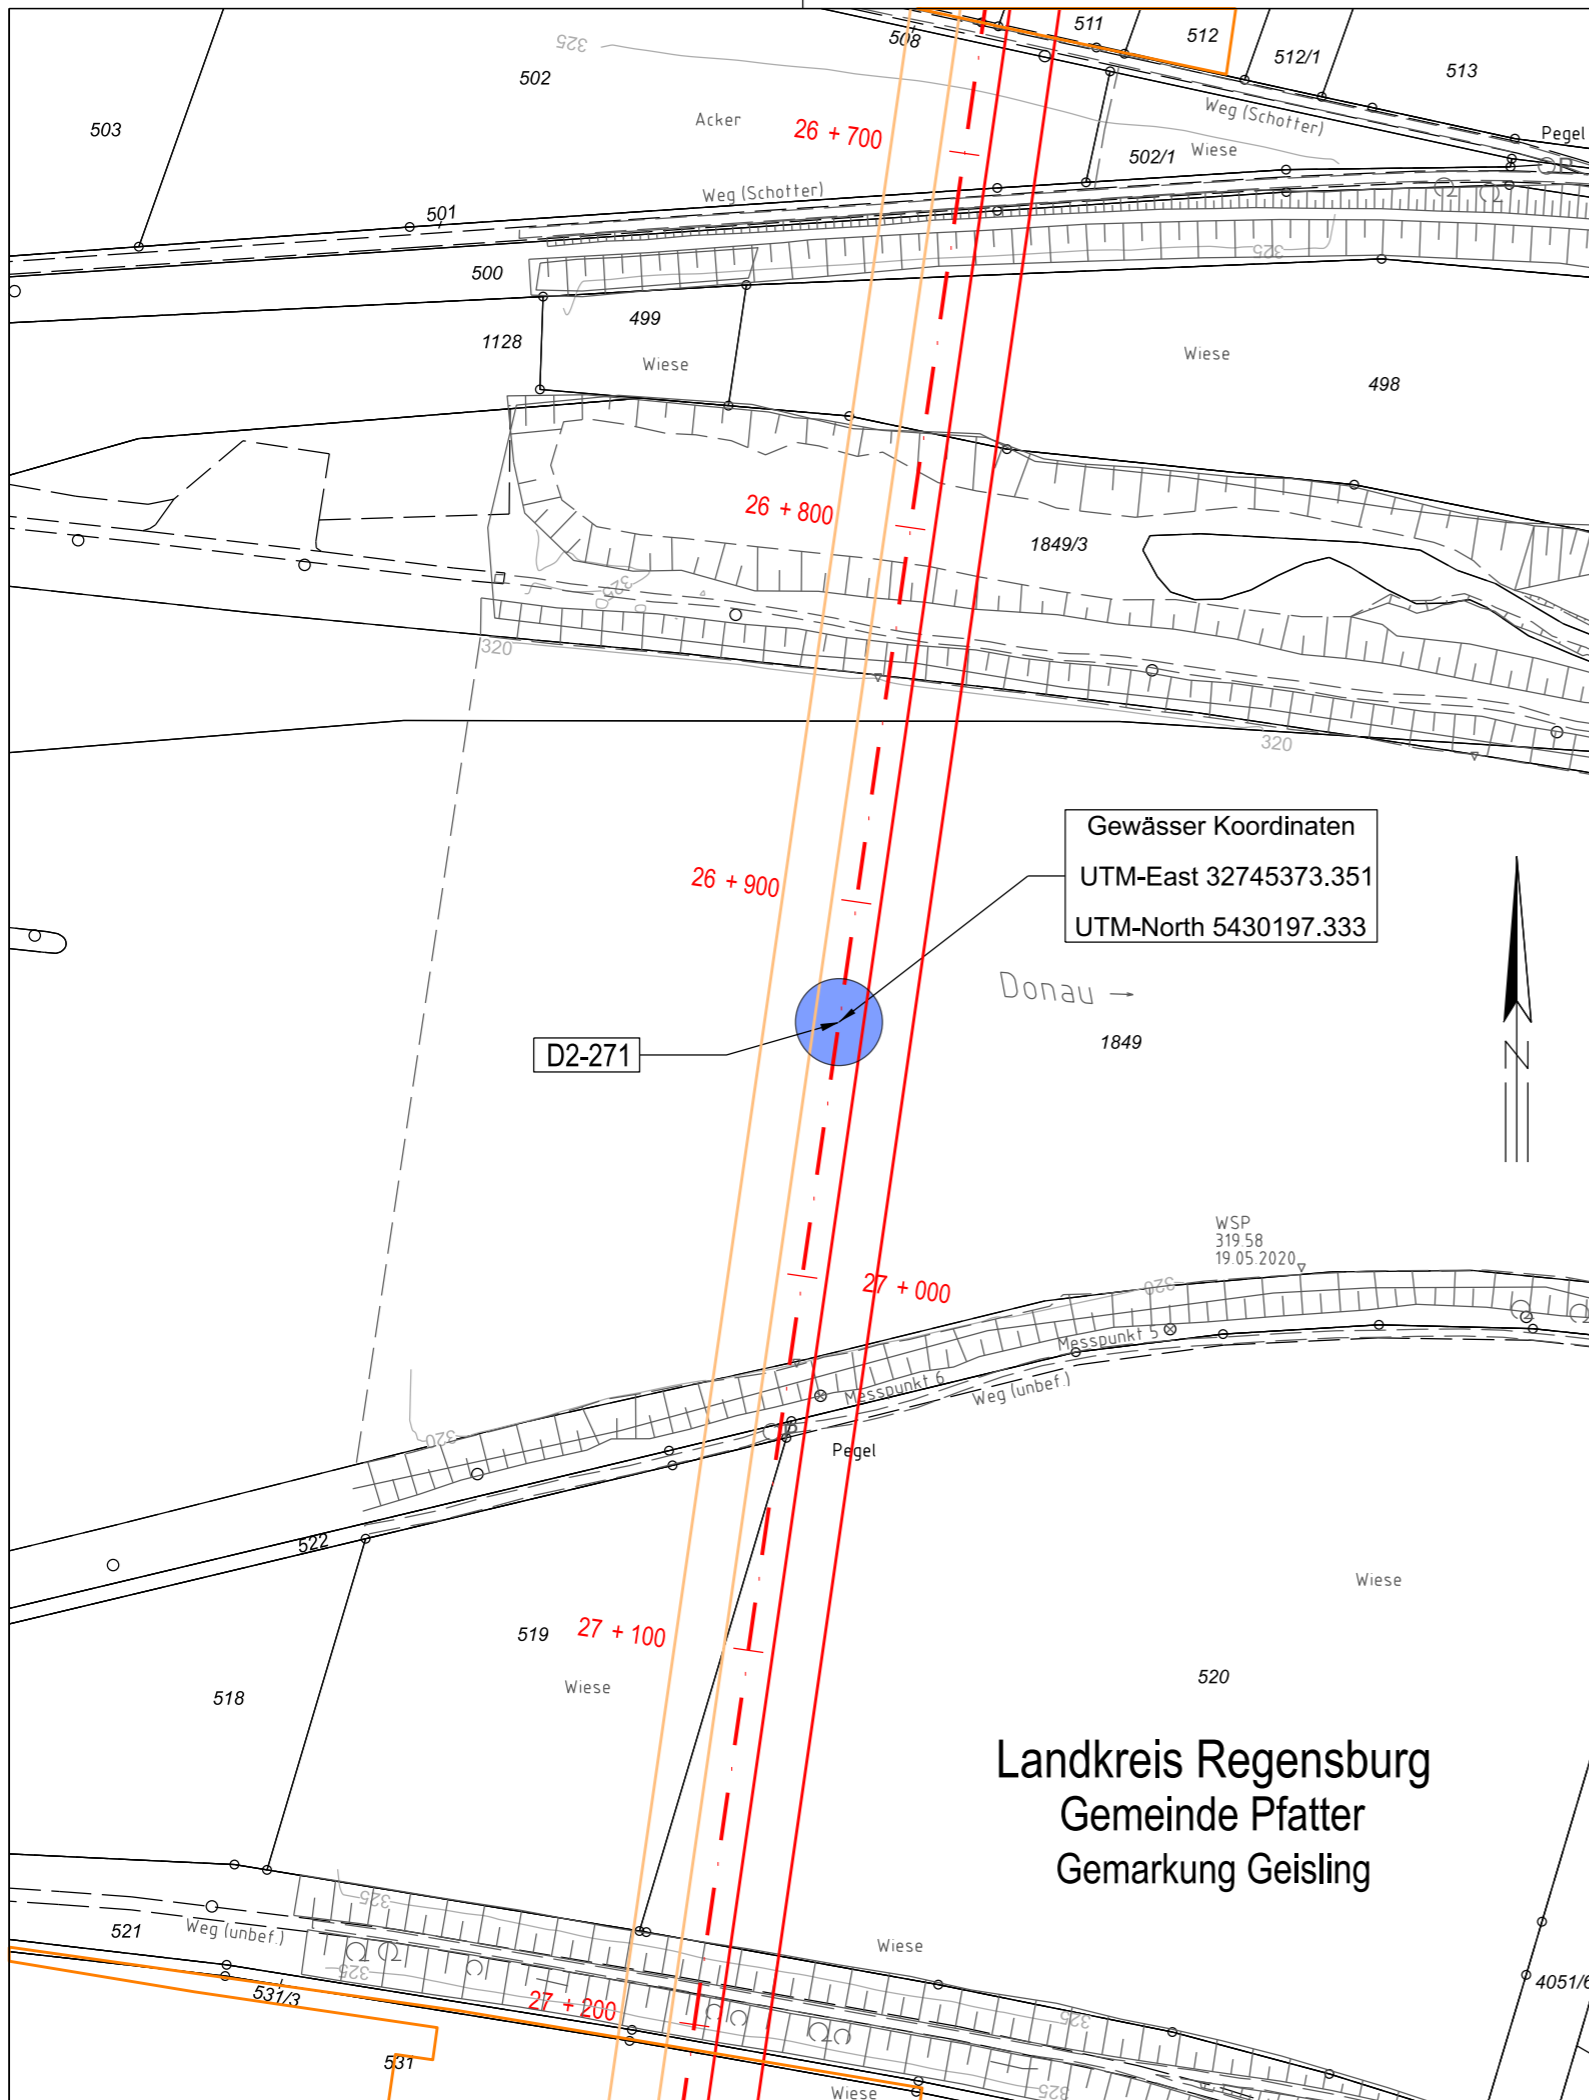 325
508
511
512
512/1
513
502
503
Acker
26 + 700
Weg (Schotter)
Pegel
502/1
Wiese
Weg (Schotter)
501
500
325
499
1128
Wiese
Wiese
498
26 + 800
1849/3
325
320
320
Gewässer Koordinaten
UTM-East 32745373.351
UTM-North 5430197.333
26 + 900
Donau →
1849
D2-271
N
WSP
319.58
19.05.2020
27 + 000
320
Messpunkt 5
Messpunkt 6
Weg (unbef.)
320
Pegel
522
Wiese
519
27 + 100
Wiese
518
520
Landkreis Regensburg
Gemeinde Pfatter
Gemarkung Geisling
325
521
Weg (unbef.)
Wiese
325
531/3
27 + 200
4051/6
325
531
325
Wiese